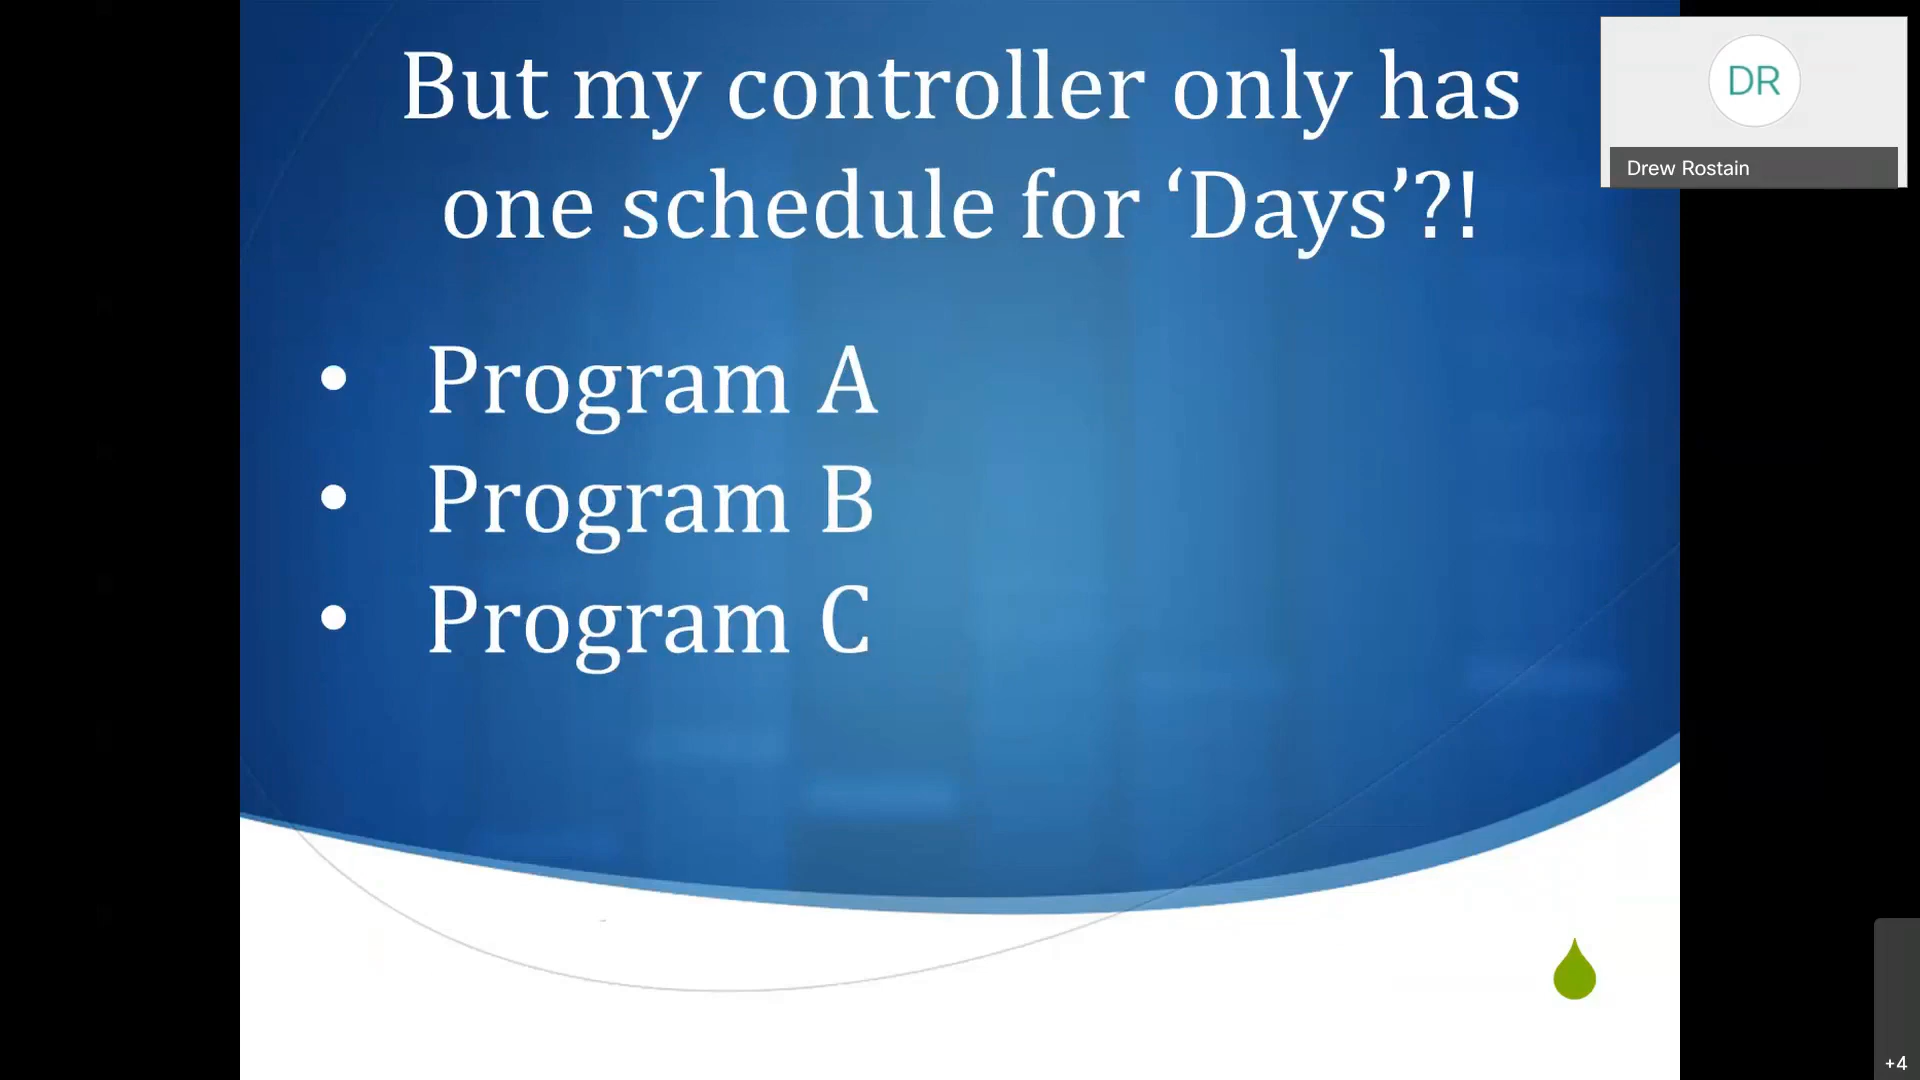 But my controller only has
one schedule for ‘Days’?!
• Program A
• Program B
• Program C
DR
Drew Rostain
+4